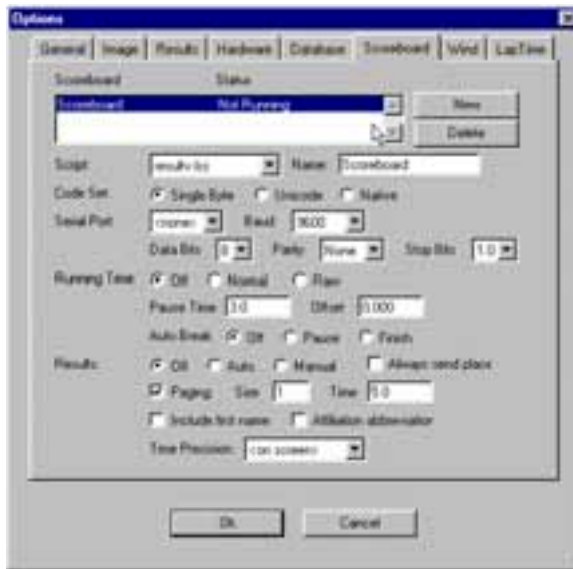 Options
General Image Results Hardware Database Scoreboard Wind LapTime
Scoreboard Status
Scoreboard Not Running
New
Delete
Script: Name: Scoreboard
Code Set: Single Byte Unicode Native
Serial Port: Baud: 9600
Data Bits: 8 Parity: None Stop Bits: 1.0
Running Time: Off Normal Raw
Pause Time: 3.0 Offset: 0.000
Auto Break: Off Pause Finish
Results: Off Auto Manual Always send place
Paging Size: 1 Time: 5.0
Include first name Affiliation abbreviation
Time Precision:
Ok Cancel